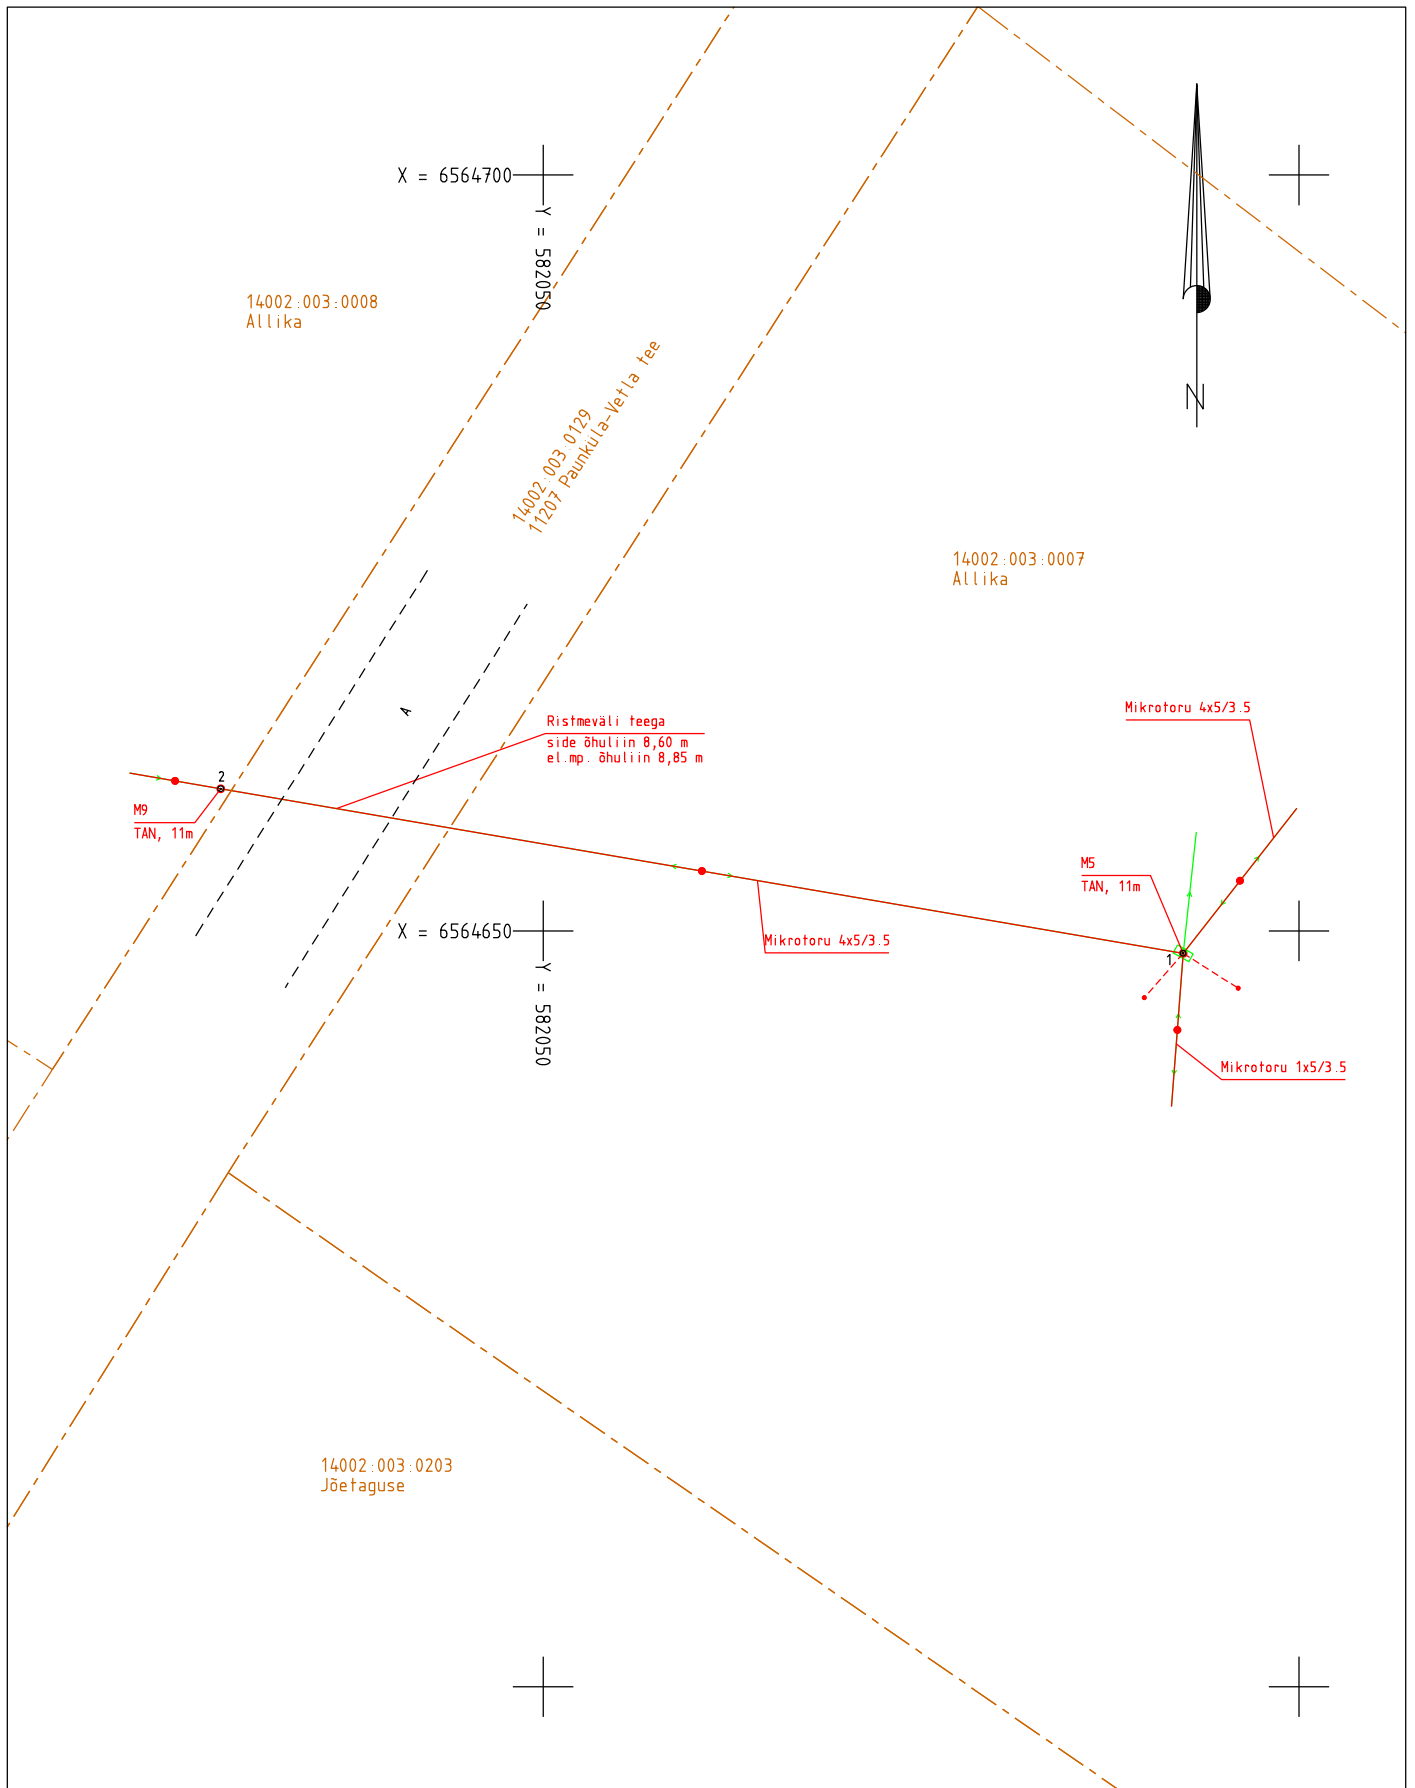 X = 6564700
Y = 582050
14002:003:0008
Allika
14002:003:0129
11207 Paunküla-Vetla tee
N
14002:003:0007
Allika
A
Mikrotoru 4x5/3.5
Ristmeväli teega
side õhuliin 8,60 m
el.mp. õhuliin 8,85 m
2
M9
TAN, 11m
M5
TAN, 11m
X = 6564650
Y = 582050
Mikrotoru 4x5/3.5
1
Mikrotoru 1x5/3.5
14002:003:0203
Jõetaguse